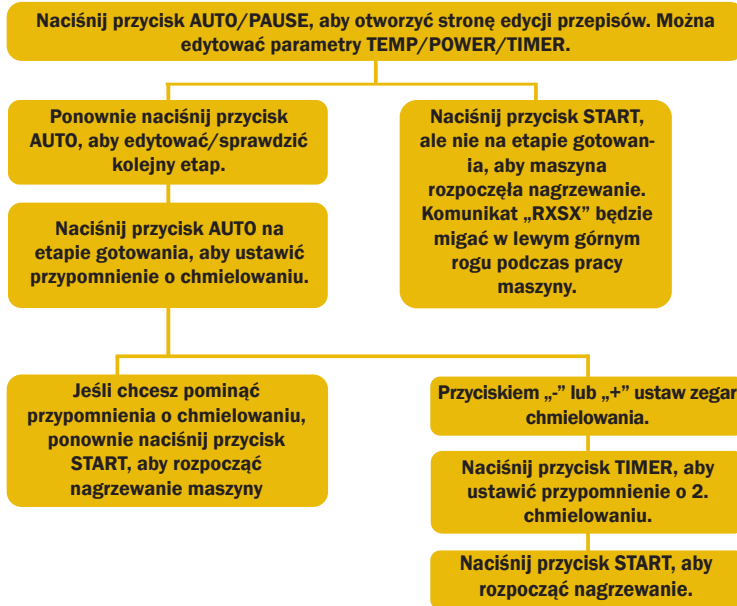 Naciśnij przycisk AUTO/PAUSE, aby otworzyć stronę edycji przepisów. Można
edytować parametry TEMP/POWER/TIMER.
Ponownie naciśnij przycisk
AUTO, aby edytować/sprawdzić
kolejny etap.
Naciśnij przycisk START,
ale nie na etapie gotowan-
ia, aby maszyna
rozpoczęła nagrzewanie.
Komunikat „RXSX” będzie
migać w lewym górnym
rogu podczas pracy
maszyny.
Naciśnij przycisk AUTO na
etapie gotowania, aby ustawić
przypomnienie o chmielowaniu.
Jeśli chcesz pominąć
przypomnienia o chmielowaniu,
ponownie naciśnij przycisk
START, aby rozpocząć
nagrzewanie maszyny
Przyciskiem „-” lub „+” ustaw zegar
chmielowania.
Naciśnij przycisk TIMER, aby
ustawić przypomnienie o 2.
chmielowaniu.
Naciśnij przycisk START, aby
rozpocząć nagrzewanie.